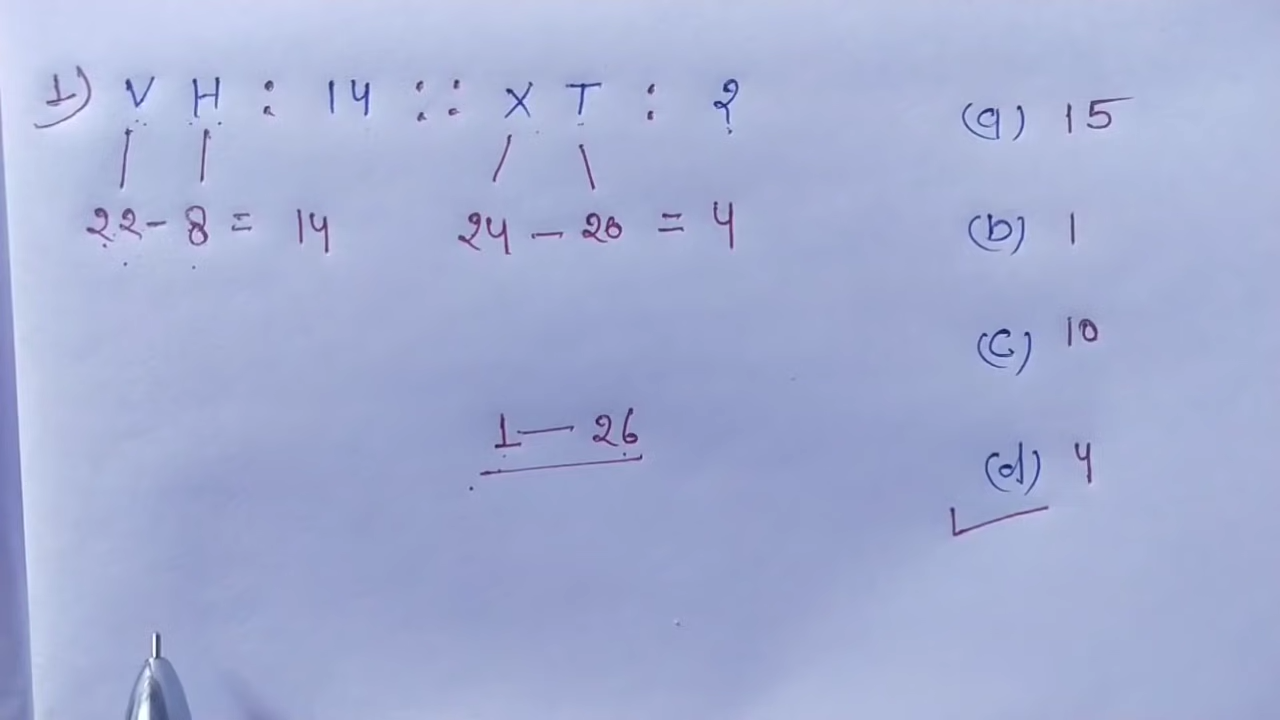 1) V H : 14 :: X T : ?
22 - 8 = 14 24 - 20 = 4
1 — 26
(a) 15
(b) 1
(c) 10
(d) 4